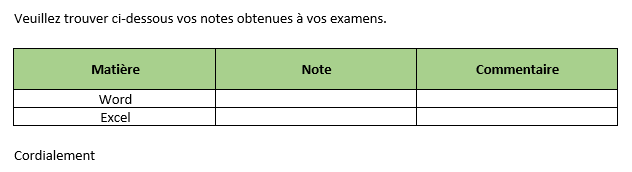 Veuillez trouver ci-dessous vos notes obtenues à vos examens.
Matière Note Commentaire
Word
Excel
Cordialement